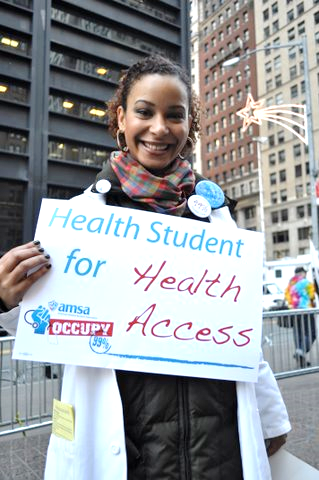 Health Student
for Health
Access
amsa
OCCUPY
99%